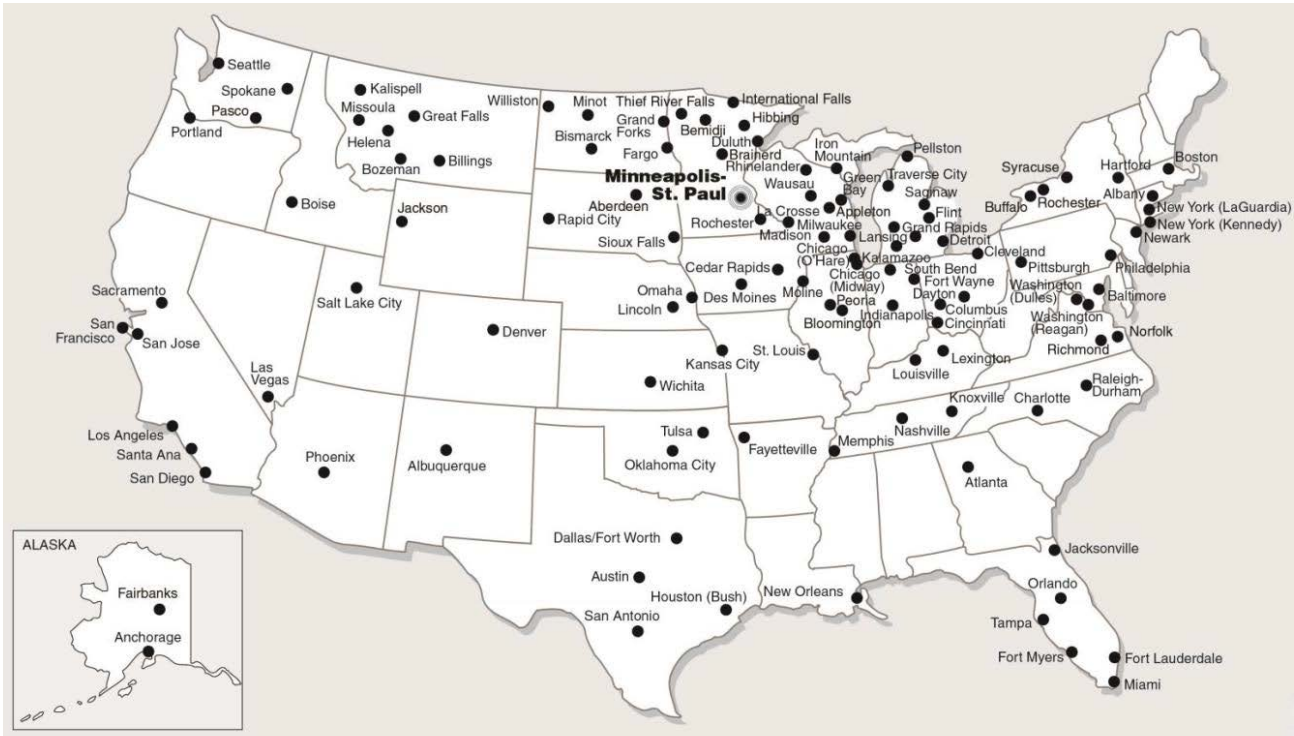 Seattle
Spokane
Pasco
Portland
Kalispell
Missoula
Great Falls
Helena
Bozeman
Billings
Boise
Jackson
Williston
Minot
Bismarck
Grand
Forks
Fargo
Thief River Falls
Bemidji
International Falls
Hibbing
Duluth
Brainerd
Minneapolis-
St. Paul
Aberdeen
Rapid City
Sioux Falls
Rochester
Rhinelander
Wausau
La Crosse
Iron
Mountain
Green
Bay
Appleton
Milwaukee
Madison
Pellston
Traverse City
Saginaw
Flint
Grand Rapids
Lansing
Detroit
Kalamazoo
Chicago
(O'Hare)
Chicago
(Midway)
South Bend
Fort Wayne
Cleveland
Dayton
Columbus
Cincinnati
Indianapolis
Peoria
Bloomington
Moline
Cedar Rapids
Des Moines
Omaha
Lincoln
Syracuse
Buffalo
Rochester
Hartford
Albany
Boston
New York (LaGuardia)
New York (Kennedy)
Newark
Philadelphia
Pittsburgh
Washington
(Dulles)
Baltimore
Washington
(Reagan)
Norfolk
Richmond
Sacramento
San
Francisco
San Jose
Las
Vegas
Salt Lake City
Denver
Kansas City
St. Louis
Wichita
Louisville
Lexington
Knoxville
Nashville
Charlotte
Raleigh-
Durham
Los Angeles
Santa Ana
San Diego
Phoenix
Albuquerque
Tulsa
Oklahoma City
Fayetteville
Memphis
Atlanta
Dallas/Fort Worth
Austin
Houston (Bush)
San Antonio
New Orleans
Jacksonville
Orlando
Tampa
Fort Myers
Fort Lauderdale
Miami
ALASKA
Fairbanks
Anchorage